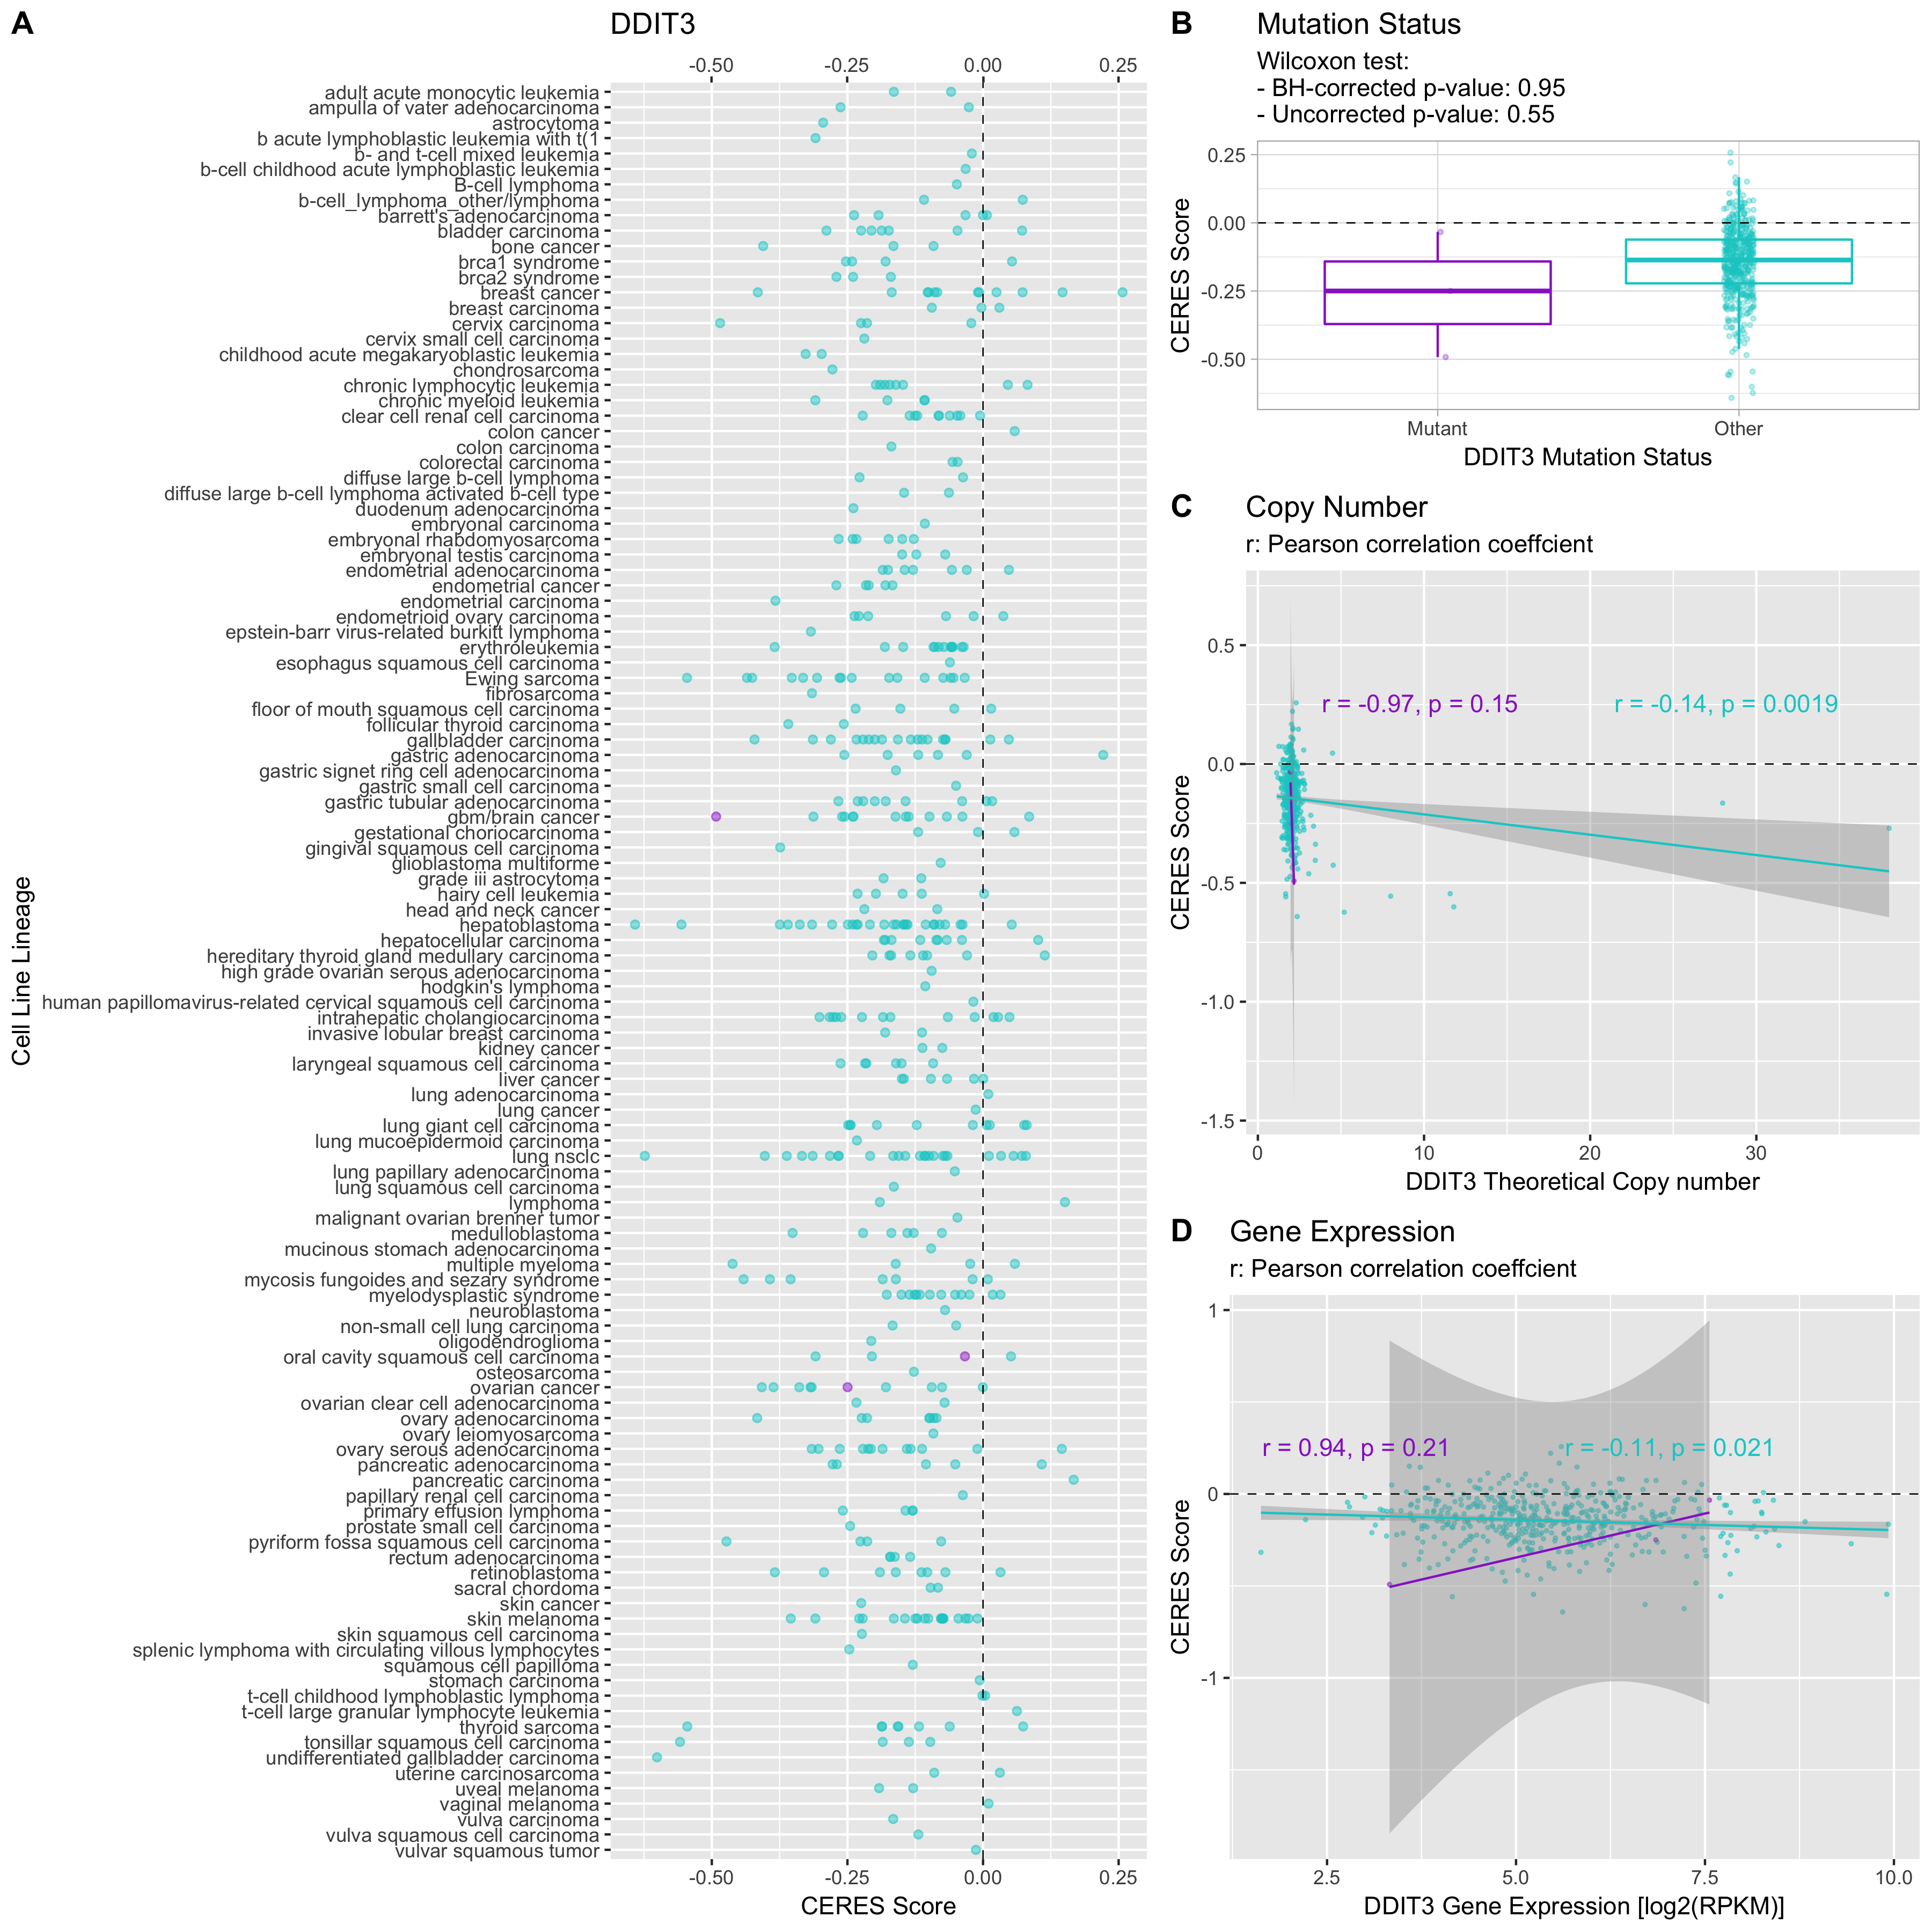 A
DDIT3
-0.50 -0.25 0.00 0.25
adult acute monocytic leukemia
ampulla of vater adenocarcinoma
astrocytoma
b acute lymphoblastic leukemia with t(1
b- and t-cell mixed leukemia
b-cell childhood acute lymphoblastic leukemia
B-cell lymphoma
b-cell_lymphoma_other/lymphoma
barrett's adenocarcinoma
bladder carcinoma
bone cancer
brca1 syndrome
brca2 syndrome
breast cancer
breast carcinoma
cervix carcinoma
cervix small cell carcinoma
childhood acute megakaryoblastic leukemia
chondrosarcoma
chronic lymphocytic leukemia
chronic myeloid leukemia
clear cell renal cell carcinoma
colon cancer
colon carcinoma
colorectal carcinoma
diffuse large b-cell lymphoma
diffuse large b-cell lymphoma activated b-cell type
duodenum adenocarcinoma
embryonal carcinoma
embryonal rhabdomyosarcoma
embryonal testis carcinoma
endometrial adenocarcinoma
endometrial cancer
endometrial carcinoma
endometrioid ovary carcinoma
epstein-barr virus-related burkitt lymphoma
erythroleukemia
esophagus squamous cell carcinoma
Ewing sarcoma
fibrosarcoma
floor of mouth squamous cell carcinoma
follicular thyroid carcinoma
gallbladder carcinoma
gastric adenocarcinoma
gastric signet ring cell adenocarcinoma
gastric small cell carcinoma
gastric tubular adenocarcinoma
gbm/brain cancer
gestational choriocarcinoma
gingival squamous cell carcinoma
glioblastoma multiforme
grade iii astrocytoma
hairy cell leukemia
head and neck cancer
hepatoblastoma
hepatocellular carcinoma
hereditary thyroid gland medullary carcinoma
high grade ovarian serous adenocarcinoma
hodgkin's lymphoma
human papillomavirus-related cervical squamous cell carcinoma
intrahepatic cholangiocarcinoma
invasive lobular breast carcinoma
kidney cancer
laryngeal squamous cell carcinoma
liver cancer
lung adenocarcinoma
lung cancer
lung giant cell carcinoma
lung mucoepidermoid carcinoma
lung nsclc
lung papillary adenocarcinoma
lung squamous cell carcinoma
lymphoma
malignant ovarian brenner tumor
medulloblastoma
mucinous stomach adenocarcinoma
multiple myeloma
mycosis fungoides and sezary syndrome
myelodysplastic syndrome
neuroblastoma
non-small cell lung carcinoma
oligodendroglioma
oral cavity squamous cell carcinoma
osteosarcoma
ovarian cancer
ovarian clear cell adenocarcinoma
ovary adenocarcinoma
ovary leiomyosarcoma
ovary serous adenocarcinoma
pancreatic adenocarcinoma
pancreatic carcinoma
papillary renal cell carcinoma
primary effusion lymphoma
prostate small cell carcinoma
pyriform fossa squamous cell carcinoma
rectum adenocarcinoma
retinoblastoma
sacral chordoma
skin cancer
skin melanoma
skin squamous cell carcinoma
splenic lymphoma with circulating villous lymphocytes
squamous cell papilloma
stomach carcinoma
t-cell childhood lymphoblastic lymphoma
t-cell large granular lymphocyte leukemia
thyroid sarcoma
tonsillar squamous cell carcinoma
undifferentiated gallbladder carcinoma
uterine carcinosarcoma
uveal melanoma
vaginal melanoma
vulva carcinoma
vulva squamous cell carcinoma
vulvar squamous tumor
-0.50 -0.25 0.00 0.25
CERES Score
Cell Line Lineage
B
Mutation Status
Wilcoxon test:
- BH-corrected p-value: 0.95
- Uncorrected p-value: 0.55
0.25
0.00
-0.25
-0.50
CERES Score
Mutant Other
DDIT3 Mutation Status
C
Copy Number
r: Pearson correlation coeffcient
r = -0.97, p = 0.15 r = -0.14, p = 0.0019
0.5
0.0
-0.5
-1.0
-1.5
CERES Score
0 10 20 30
DDIT3 Theoretical Copy number
D
Gene Expression
r: Pearson correlation coeffcient
r = 0.94, p = 0.21 r = -0.11, p = 0.021
1
0
-1
CERES Score
2.5 5.0 7.5 10.0
DDIT3 Gene Expression [log2(RPKM)]